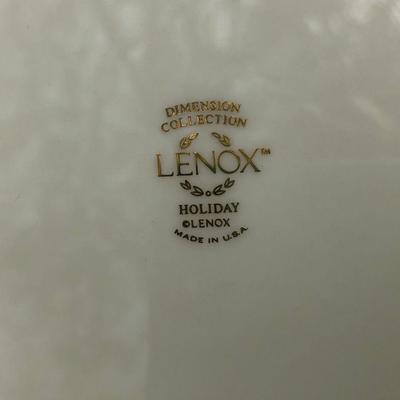 DIMENSION
COLLECTION
LENOX™
HOLIDAY
©LENOX
MADE IN U.S.A.